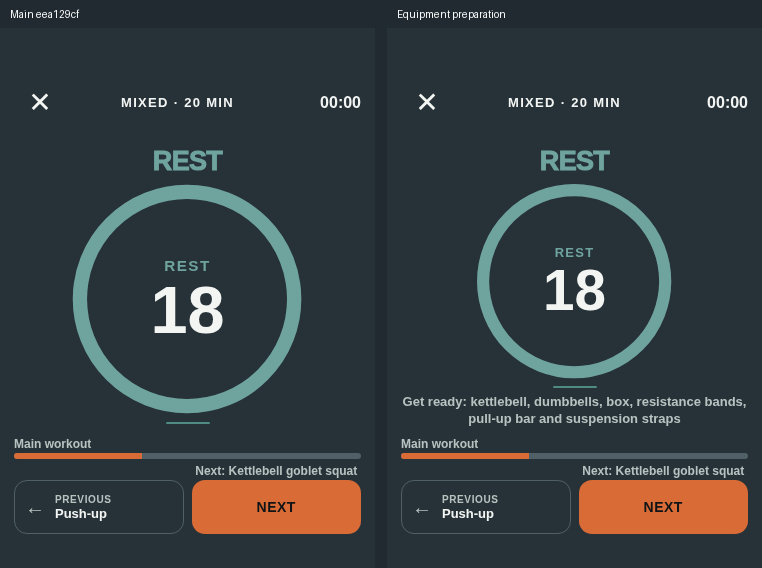 Main eea129cf
Equipment preparation
✕
MIXED · 20 MIN
00:00
REST
REST
18
Main workout
Next: Kettlebell goblet squat
← PREVIOUS
Push-up
NEXT
✕
MIXED · 20 MIN
00:00
REST
REST
18
Get ready: kettlebell, dumbbells, box, resistance bands,
pull-up bar and suspension straps
Main workout
Next: Kettlebell goblet squat
← PREVIOUS
Push-up
NEXT